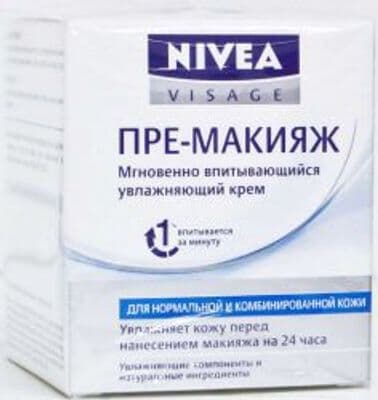 NIVEA
VISAGE
ПРЕ-МАКИЯЖ
Мгновенно впитывающийся
увлажняющий крем
1 впитывается
за минуту
ДЛЯ НОРМАЛЬНОЙ И КОМБИНИРОВАННОЙ КОЖИ
Увлажняет кожу перед
нанесением макияжа на 24 часа
Увлажняющие компоненты и
натуральные ингредиенты